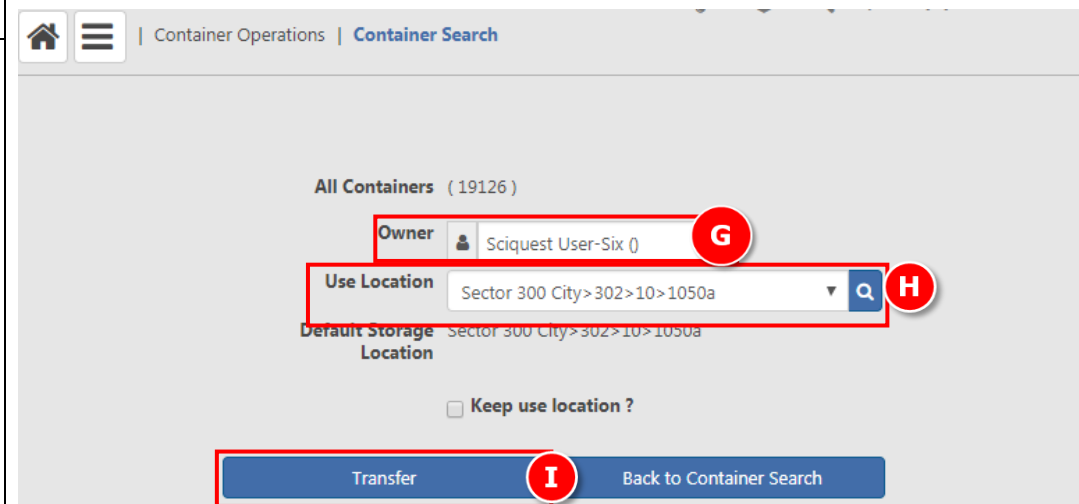 | Container Operations | Container Search
All Containers ( 19126 )
Owner Sciquest User-Six () G
Use Location Sector 300 City>302>10>1050a H
Default Storage Sector 300 City>302>10>1050a
Location
Keep use location ?
Transfer I Back to Container Search